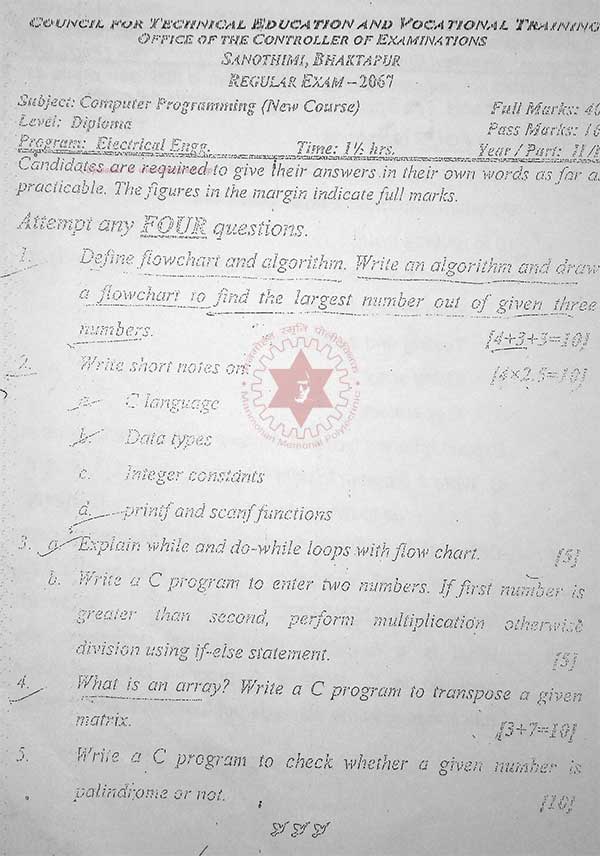 COUNCIL FOR TECHNICAL EDUCATION AND VOCATIONAL TRAINING
OFFICE OF THE CONTROLLER OF EXAMINATIONS
SANOTHIMI, BHAKTAPUR
REGULAR EXAM – 2067
Subject: Computer Programming (New Course) Full Marks: 40
Level: Diploma Pass Marks: 16
Program: Electrical Engg. Time: 1½ hrs. Year / Part: II/
Candidates are required to give their answers in their own words as far as
practicable. The figures in the margin indicate full marks.
Attempt any FOUR questions.
1. Define flowchart and algorithm. Write an algorithm and draw
a flowchart to find the largest number out of given three
numbers. [4+3+3=10]
2. Write short notes on: [4×2.5=10]
a. C language
b. Data types
c. Integer constants
d. printf and scanf functions
3. a. Explain while and do-while loops with flow chart. [5]
b. Write a C program to enter two numbers. If first number is
greater than second, perform multiplication otherwise
division using if-else statement. [5]
4. What is an array? Write a C program to transpose a given
matrix. [3+7=10]
5. Write a C program to check whether a given number is
palindrome or not. [10]
मनमोहन स्मृति पोलिटेक्निक
Manmohan Memorial Polytechnic